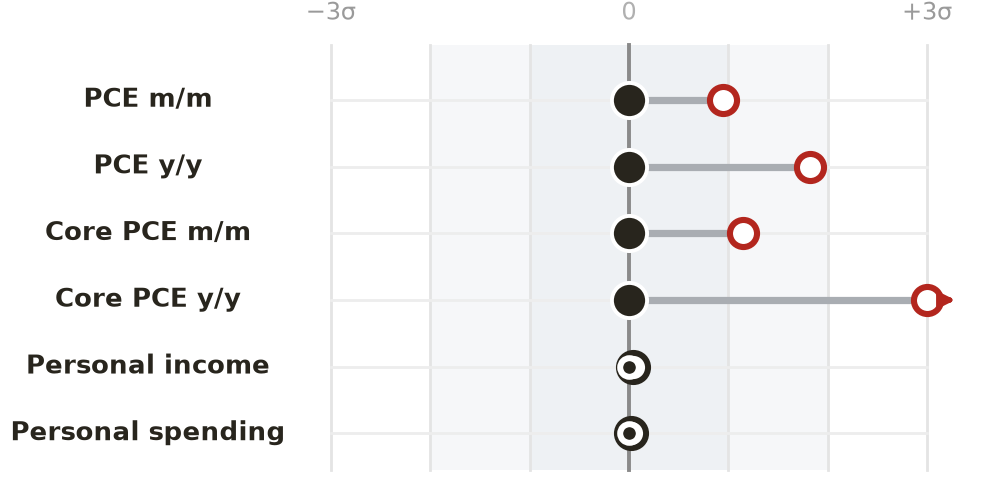 −3σ 0 +3σ
PCE m/m
PCE y/y
Core PCE m/m
Core PCE y/y
Personal income
Personal spending